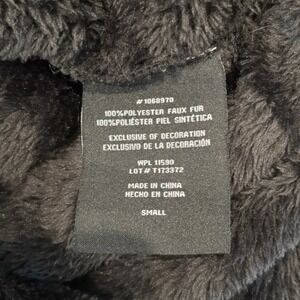 #1068970
100%POLYESTER FAUX FUR
100%POLIÉSTER PIEL SINTÉTICA
EXCLUSIVE OF DECORATION
EXCLUSIVO DE LA DECORACIÓN
WPL 11590
LOT# T173372
MADE IN CHINA
HECHO EN CHINA
SMALL